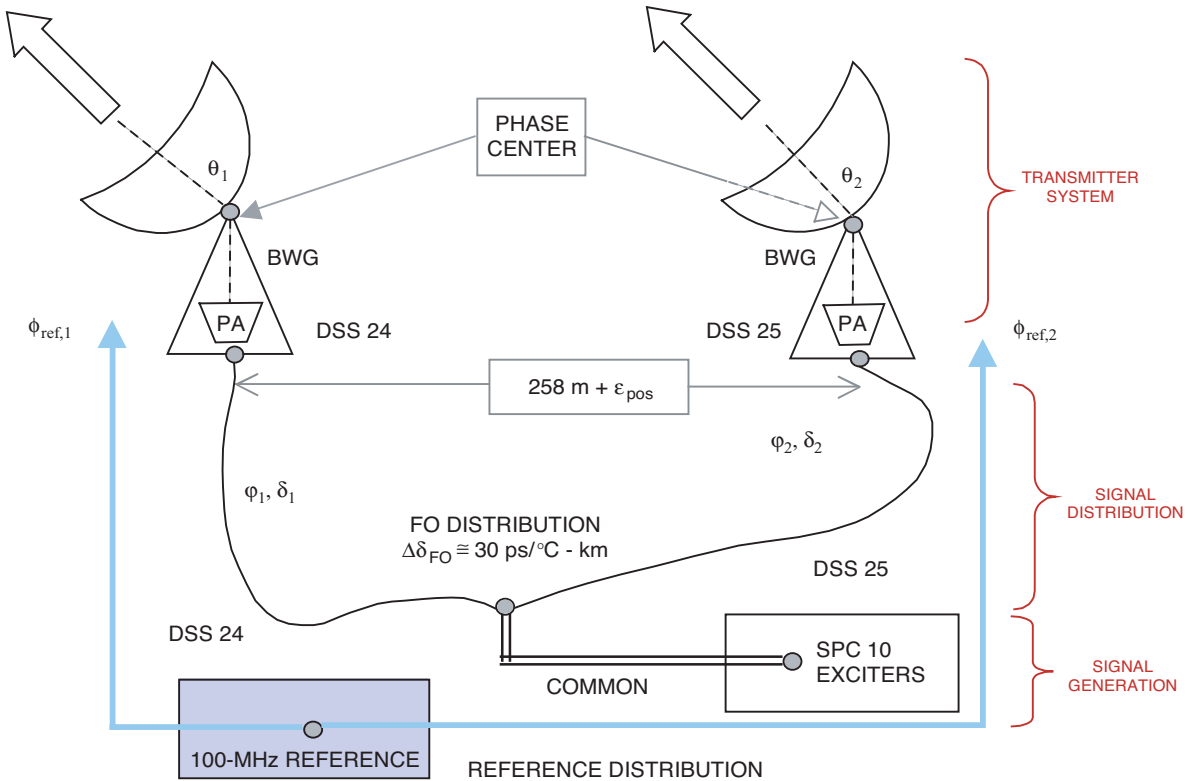 PHASE
CENTER
θ1
θ2
TRANSMITTER
SYSTEM
BWG
BWG
PA
PA
DSS 24
DSS 25
ϕref,1
ϕref,2
258 m + εpos
φ1, δ1
φ2, δ2
SIGNAL
DISTRIBUTION
FO DISTRIBUTION
ΔδFO ≅ 30 ps/°C - km
DSS 25
DSS 24
SPC 10
EXCITERS
COMMON
SIGNAL
GENERATION
100-MHz REFERENCE
REFERENCE DISTRIBUTION